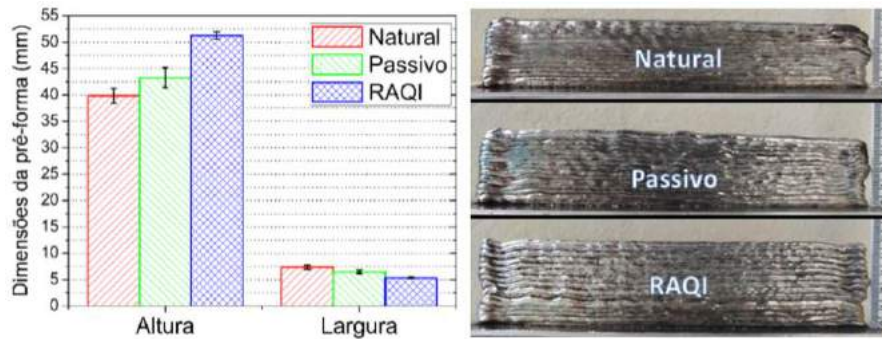 Dimensões da pré-forma (mm)
55
50
45
40
35
30
25
20
15
10
5
0
Natural
Passivo
RAQI
Altura
Largura
Natural
Passivo
RAQI